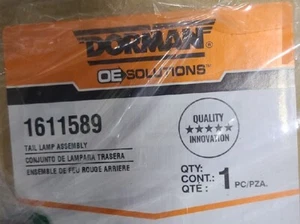 DORMAN
OE SOLUTIONS™
1611589
TAIL LAMP ASSEMBLY
CONJUNTO DE LAMPARA TRASERA
ENSEMBLE DE FEU ROUGE ARRIERE
QUALITY
★★★★★
INNOVATION
QTY:
CONT.: 1 PC/PZA.
QTÉ :